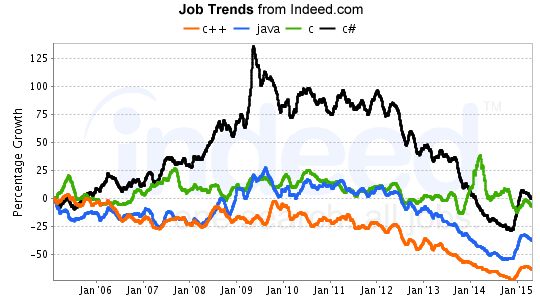 Job Trends from Indeed.com
c++ java c c#
Percentage Growth
125
100
75
50
25
0
-25
-50
Jan '06 Jan '07 Jan '08 Jan '09 Jan '10 Jan '11 Jan '12 Jan '13 Jan '14 Jan '15
indeed™